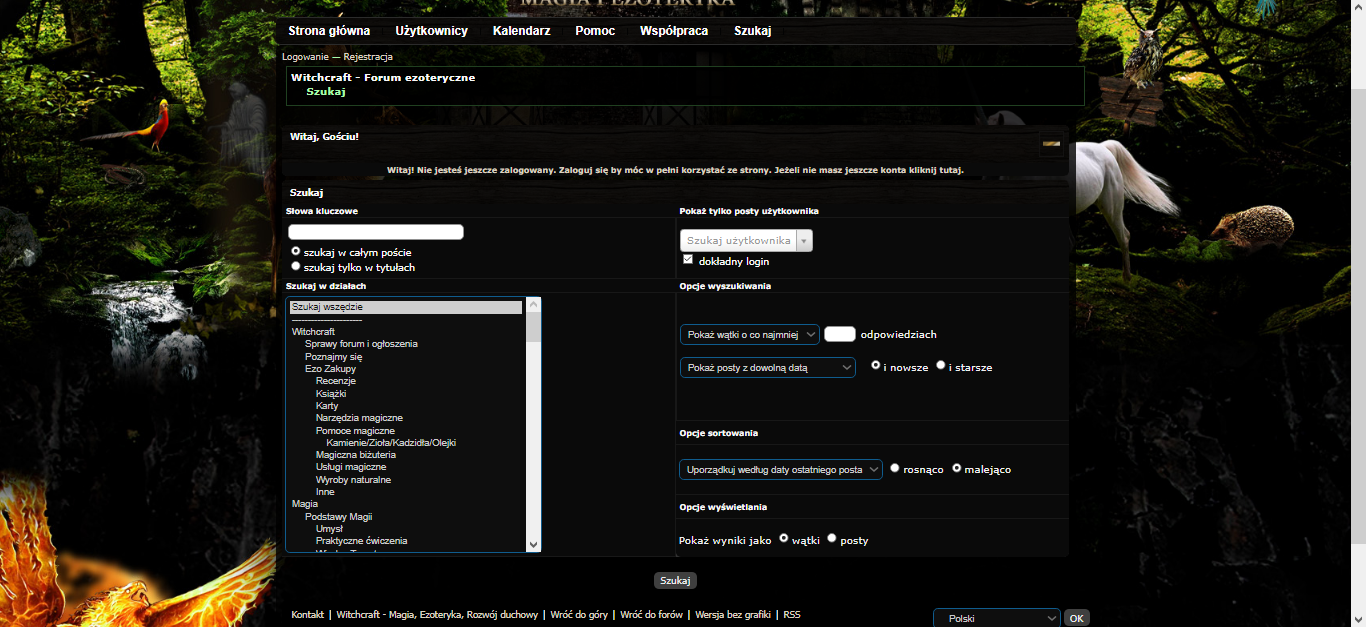 MAGIA I EZOTERYKA
Strona główna Użytkownicy Kalendarz Pomoc Współpraca Szukaj
Logowanie — Rejestracja
Witchcraft - Forum ezoteryczne
Szukaj
Witaj, Gościu!
Witaj! Nie jesteś jeszcze zalogowany. Zaloguj się by móc w pełni korzystać ze strony. Jeżeli nie masz jeszcze konta kliknij tutaj.
Szukaj
Słowa kluczowe
szukaj w całym poście
szukaj tylko w tytułach
Pokaż tylko posty użytkownika
Szukaj użytkownika
dokładny login
Szukaj w działach
Szukaj wszędzie
--------------------
Witchcraft
Sprawy forum i ogłoszenia
Poznajmy się
Ezo Zakupy
Recenzje
Książki
Karty
Narzędzia magiczne
Pomoce magiczne
Kamienie/Zioła/Kadzidła/Olejki
Magiczna biżuteria
Usługi magiczne
Wyroby naturalne
Inne
Magia
Podstawy Magii
Umysł
Praktyczne ćwiczenia
Opcje wyszukiwania
Pokaż wątki o co najmniej odpowiedziach
Pokaż posty z dowolną datą i nowsze i starsze
Opcje sortowania
Uporządkuj według daty ostatniego posta rosnąco malejąco
Opcje wyświetlania
Pokaż wyniki jako wątki posty
Szukaj
Kontakt | Witchcraft - Magia, Ezoteryka, Rozwój duchowy | Wróć do góry | Wróć do forów | Wersja bez grafiki | RSS
Polski OK